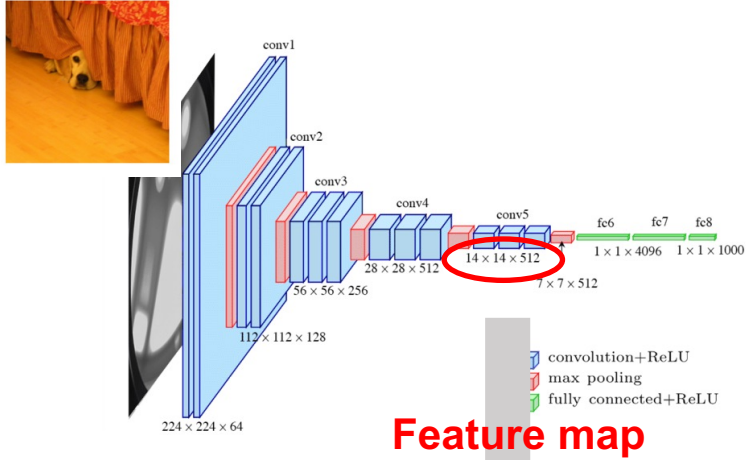 conv1
conv2
conv3
conv4
conv5
fc6
fc7
fc8
14 × 14 × 512
1 × 1 × 4096
1 × 1 × 1000
28 × 28 × 512
7 × 7 × 512
56 × 56 × 256
112 × 112 × 128
224 × 224 × 64
convolution+ReLU
max pooling
fully connected+ReLU
Feature map